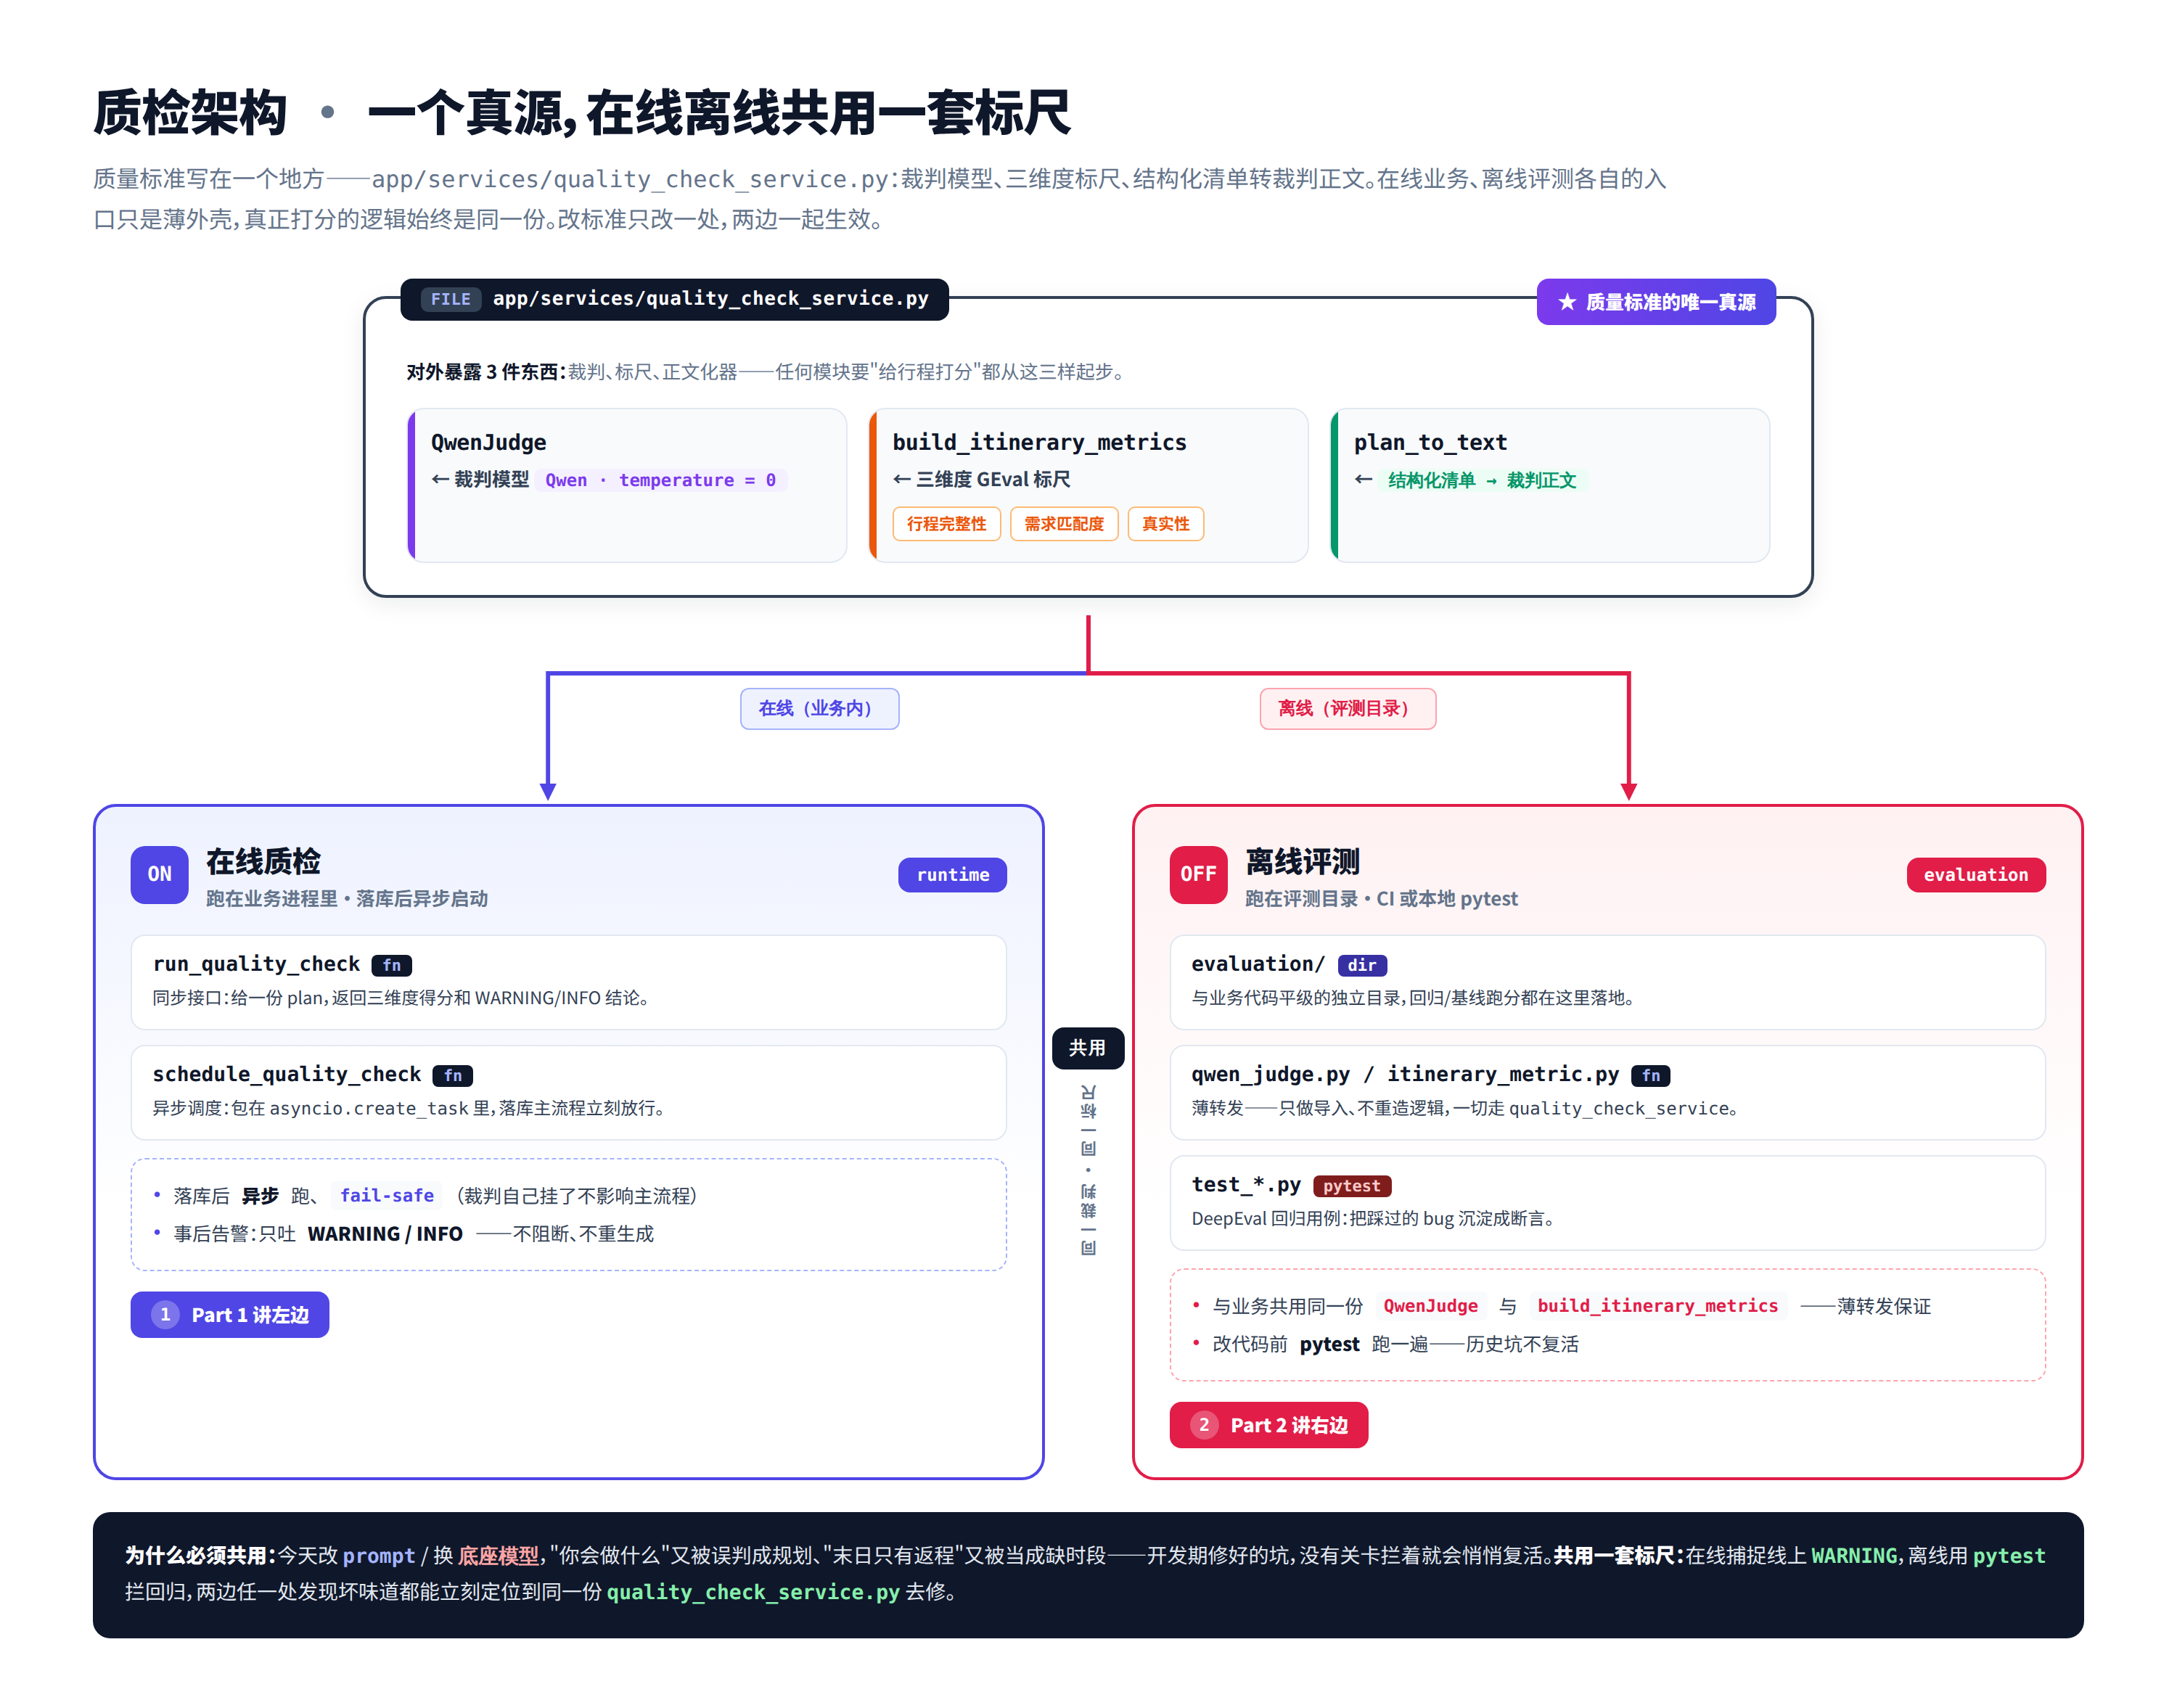 质检架构 • 一个真源，在线离线共用一套标尺
质量标准写在一个地方——app/services/quality_check_service.py：裁判模型、三维度标尺、结构化清单转裁判正文。在线业务、离线评测各自的入
口只是薄外壳，真正打分的逻辑始终是同一份。改标准只改一处，两边一起生效。
FILE app/services/quality_check_service.py
★ 质量标准的唯一真源
对外暴露 3 件东西：裁判、标尺、正文化器——任何模块要"给行程打分"都从这三样起步。
QwenJudge
← 裁判模型 Qwen · temperature = 0
build_itinerary_metrics
← 三维度 GEval 标尺
行程完整性 需求匹配度 真实性
plan_to_text
← 结构化清单 → 裁判正文
在线（业务内）
离线（评测目录）
ON 在线质检
跑在业务进程里・落库后异步启动
runtime
run_quality_check fn
同步接口：给一份 plan，返回三维度得分和 WARNING/INFO 结论。
schedule_quality_check fn
异步调度：包在 asyncio.create_task 里，落库主流程立刻放行。
• 落库后 异步 跑、 fail-safe （裁判自己挂了不影响主流程）
• 事后告警：只吐 WARNING / INFO ——不阻断、不重生成
1 Part 1 讲左边
共用
同一裁判・同一标尺
OFF 离线评测
跑在评测目录・CI 或本地 pytest
evaluation
evaluation/ dir
与业务代码平级的独立目录，回归/基线跑分都在这里落地。
qwen_judge.py / itinerary_metric.py fn
薄转发——只做导入、不重造逻辑，一切走 quality_check_service。
test_*.py pytest
DeepEval 回归用例：把踩过的 bug 沉淀成断言。
• 与业务共用同一份 QwenJudge 与 build_itinerary_metrics ——薄转发保证
• 改代码前 pytest 跑一遍——历史坑不复活
2 Part 2 讲右边
为什么必须共用：今天改 prompt / 换 底座模型，"你会做什么"又被误判成规划、"末日只有返程"又被当成缺时段——开发期修好的坑，没有关卡拦着就会悄悄复活。共用一套标尺：在线捕捉线上 WARNING，离线用 pytest
拦回归，两边任一处发现坏味道都能立刻定位到同一份 quality_check_service.py 去修。